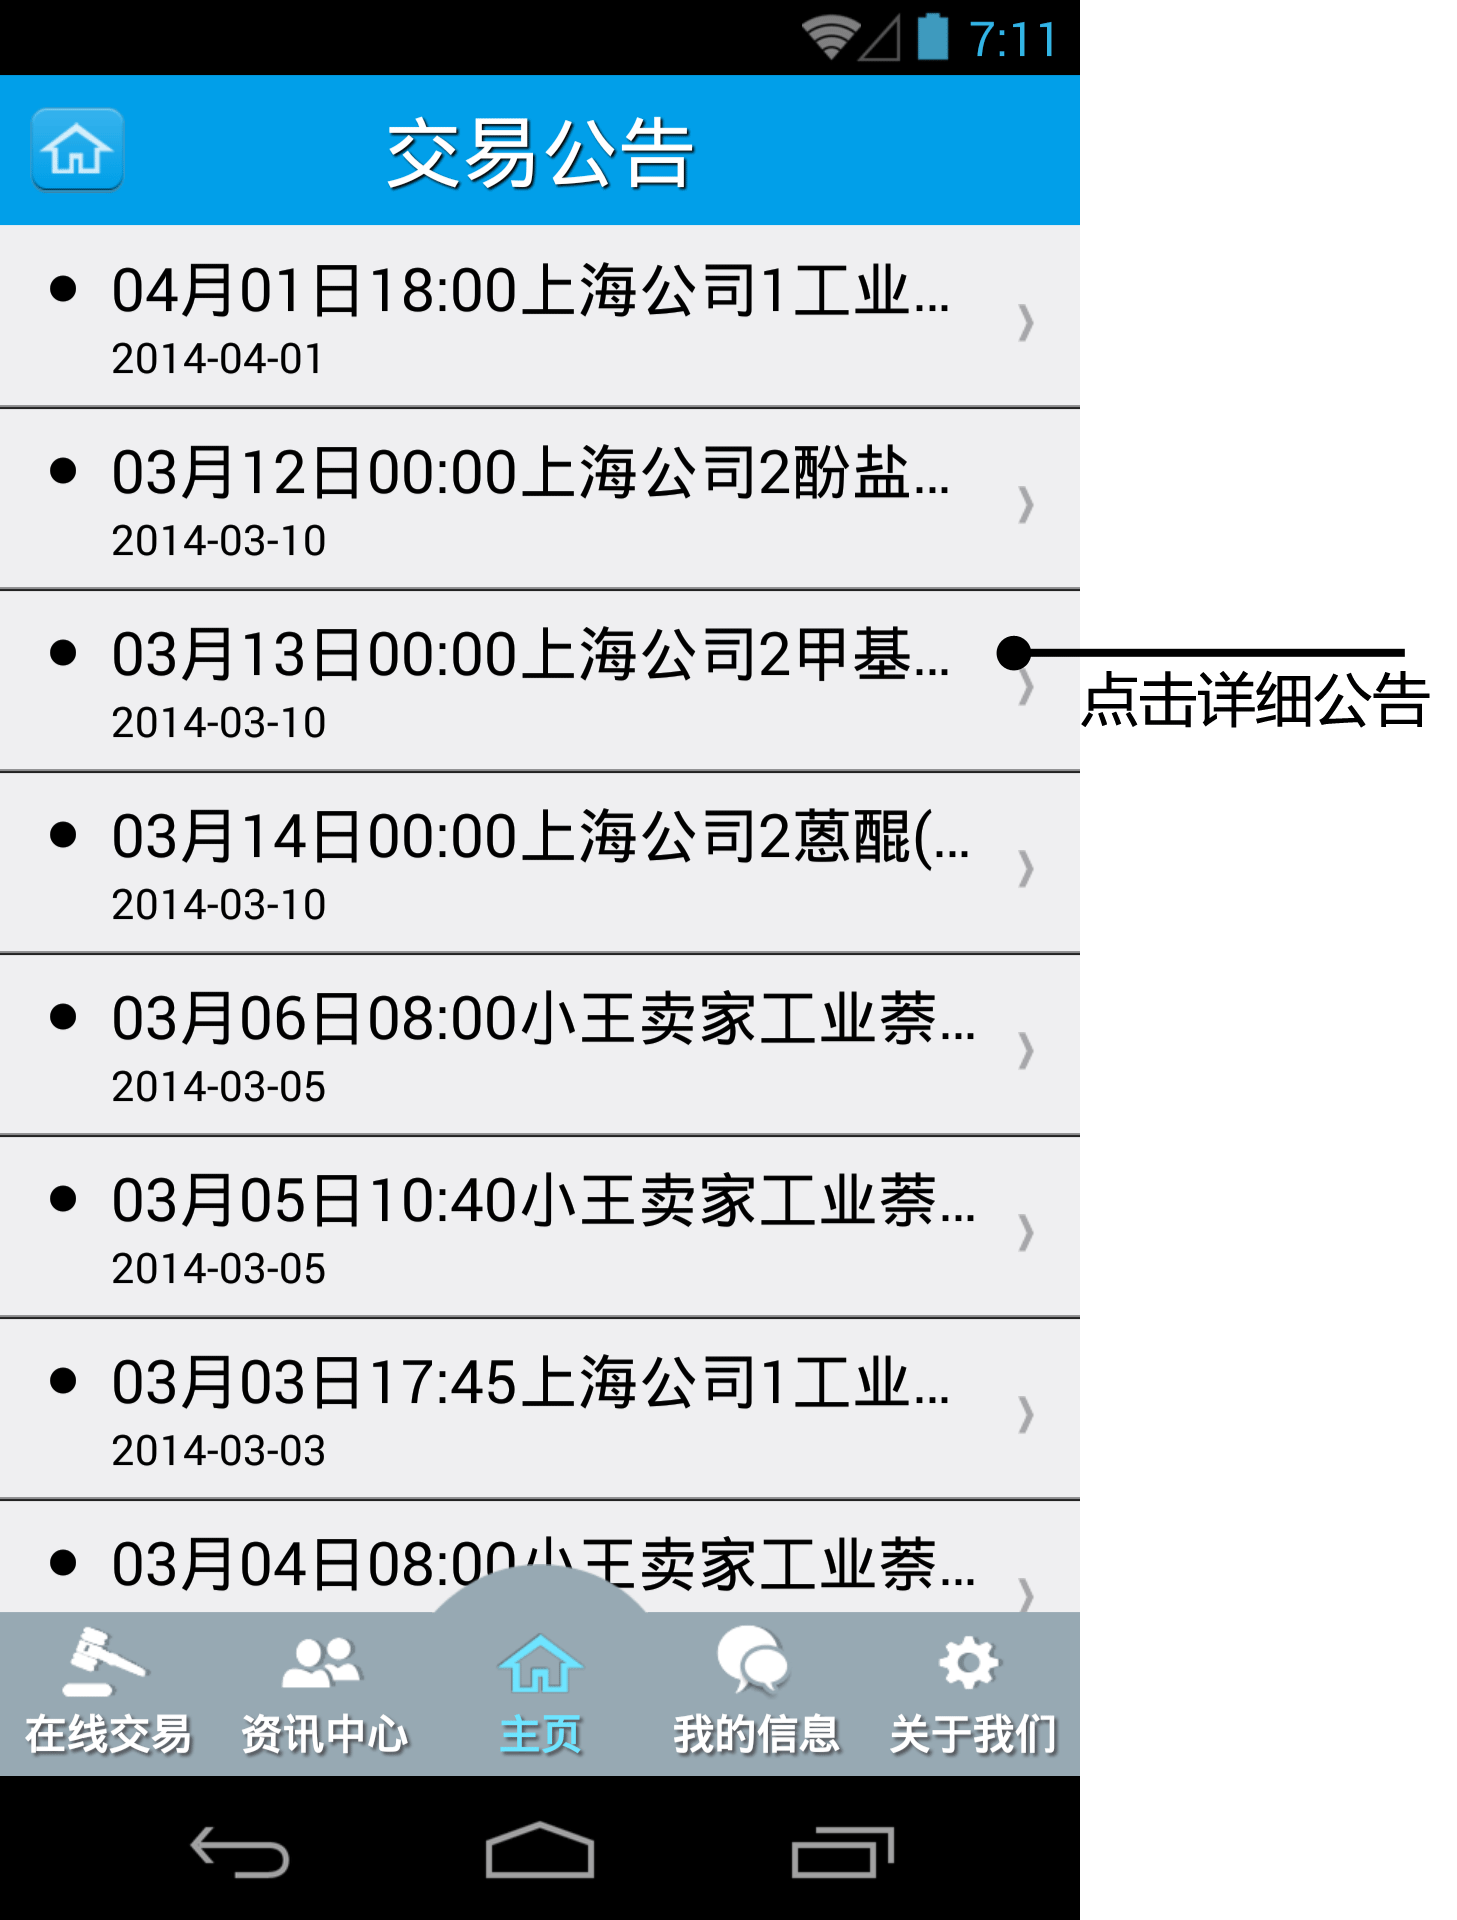 7:11
交易公告
04月01日18:00上海公司1工业...
2014-04-01
03月12日00:00上海公司2酚盐...
2014-03-10
03月13日00:00上海公司2甲基...
2014-03-10
点击详细公告
03月14日00:00上海公司2蒽醌(...
2014-03-10
03月06日08:00小王卖家工业萘...
2014-03-05
03月05日10:40小王卖家工业萘...
2014-03-05
03月03日17:45上海公司1工业...
2014-03-03
03月04日08:00小王卖家工业萘...
在线交易 资讯中心 主页 我的信息 关于我们